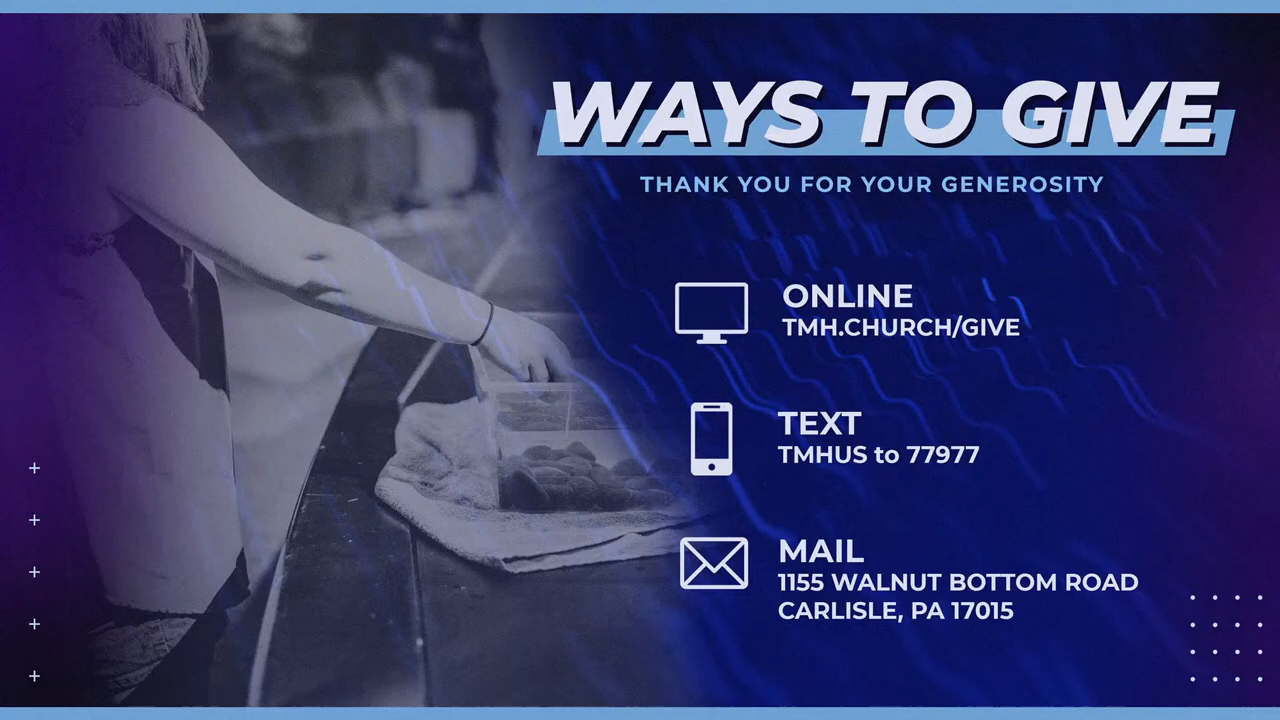 WAYS TO GIVE
THANK YOU FOR YOUR GENEROSITY
ONLINE
TMH.CHURCH/GIVE
TEXT
TMHUS to 77977
MAIL
1155 WALNUT BOTTOM ROAD
CARLISLE, PA 17015